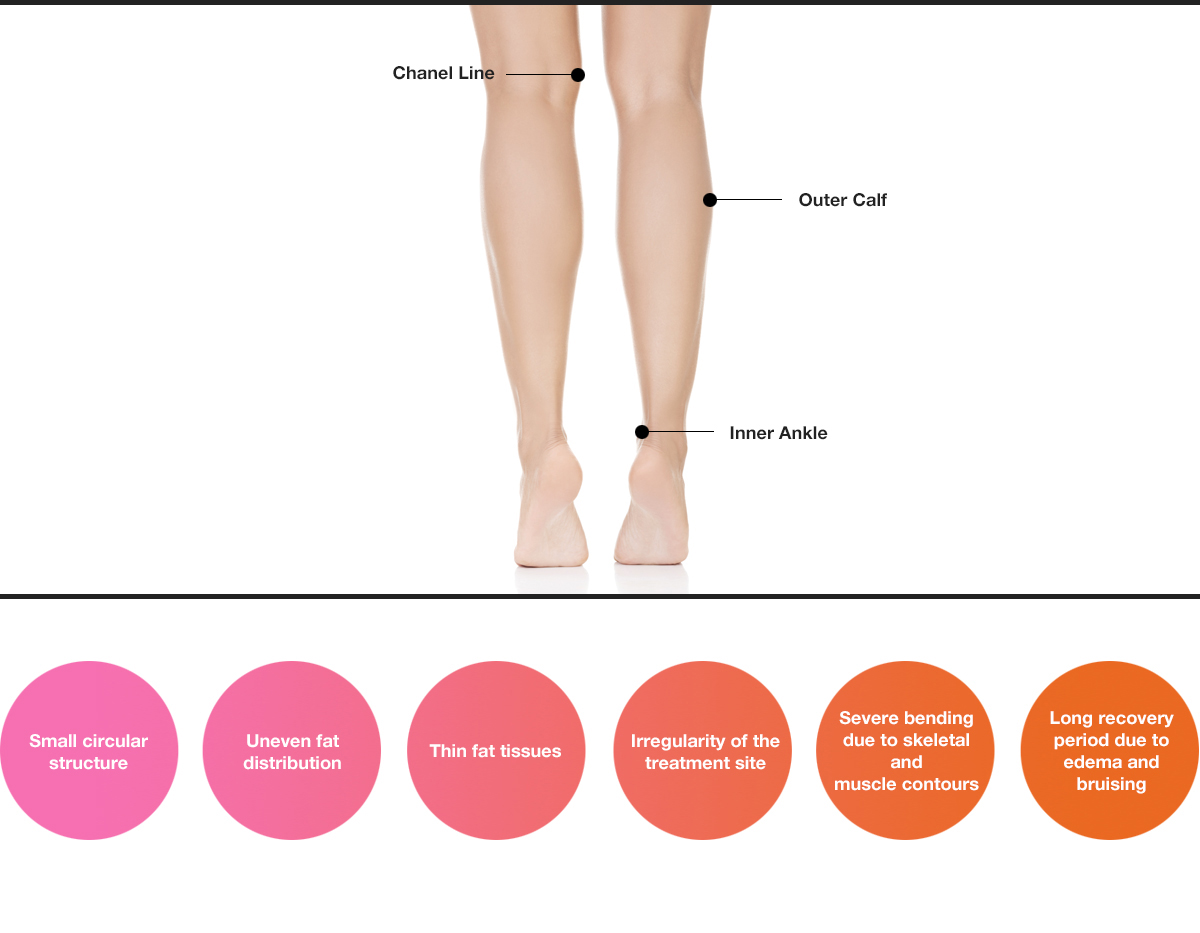 Chanel Line
Outer Calf
Inner Ankle
Small circular
structure
Uneven fat
distribution
Thin fat tissues
Irregularity of the
treatment site
Severe bending
due to skeletal
and
muscle contours
Long recovery
period due to
edema and
bruising